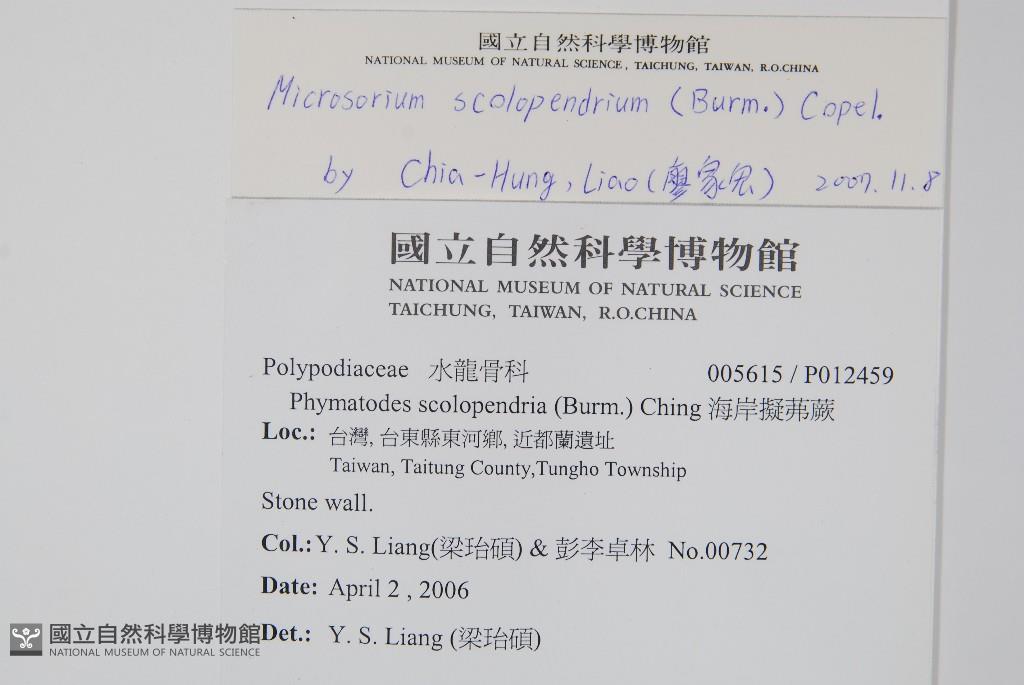 國立自然科學博物館
NATIONAL MUSEUM OF NATURAL SCIENCE, TAICHUNG, TAIWAN, R.O.CHINA
Microsorium scolopendrium (Burm.) Copel.
by Chia-Hung, Liao (廖家) 2007.11.8
國立自然科學博物館
NATIONAL MUSEUM OF NATURAL SCIENCE
TAICHUNG, TAIWAN, R.O.CHINA
Polypodiaceae 水龍骨科 005615 / P012459
Phymatodes scolopendria (Burm.) Ching 海岸擬茀蕨
Loc.: 台灣, 台東縣東河鄉, 近都蘭遺址
Taiwan, Taitung County,Tungho Township
Stone wall.
Col.: Y. S. Liang(梁珆碩) & 彭李卓林 No.00732
Date: April 2 , 2006
Det.: Y. S. Liang (梁珆碩)
國立自然科學博物館
NATIONAL MUSEUM OF NATURAL SCIENCE